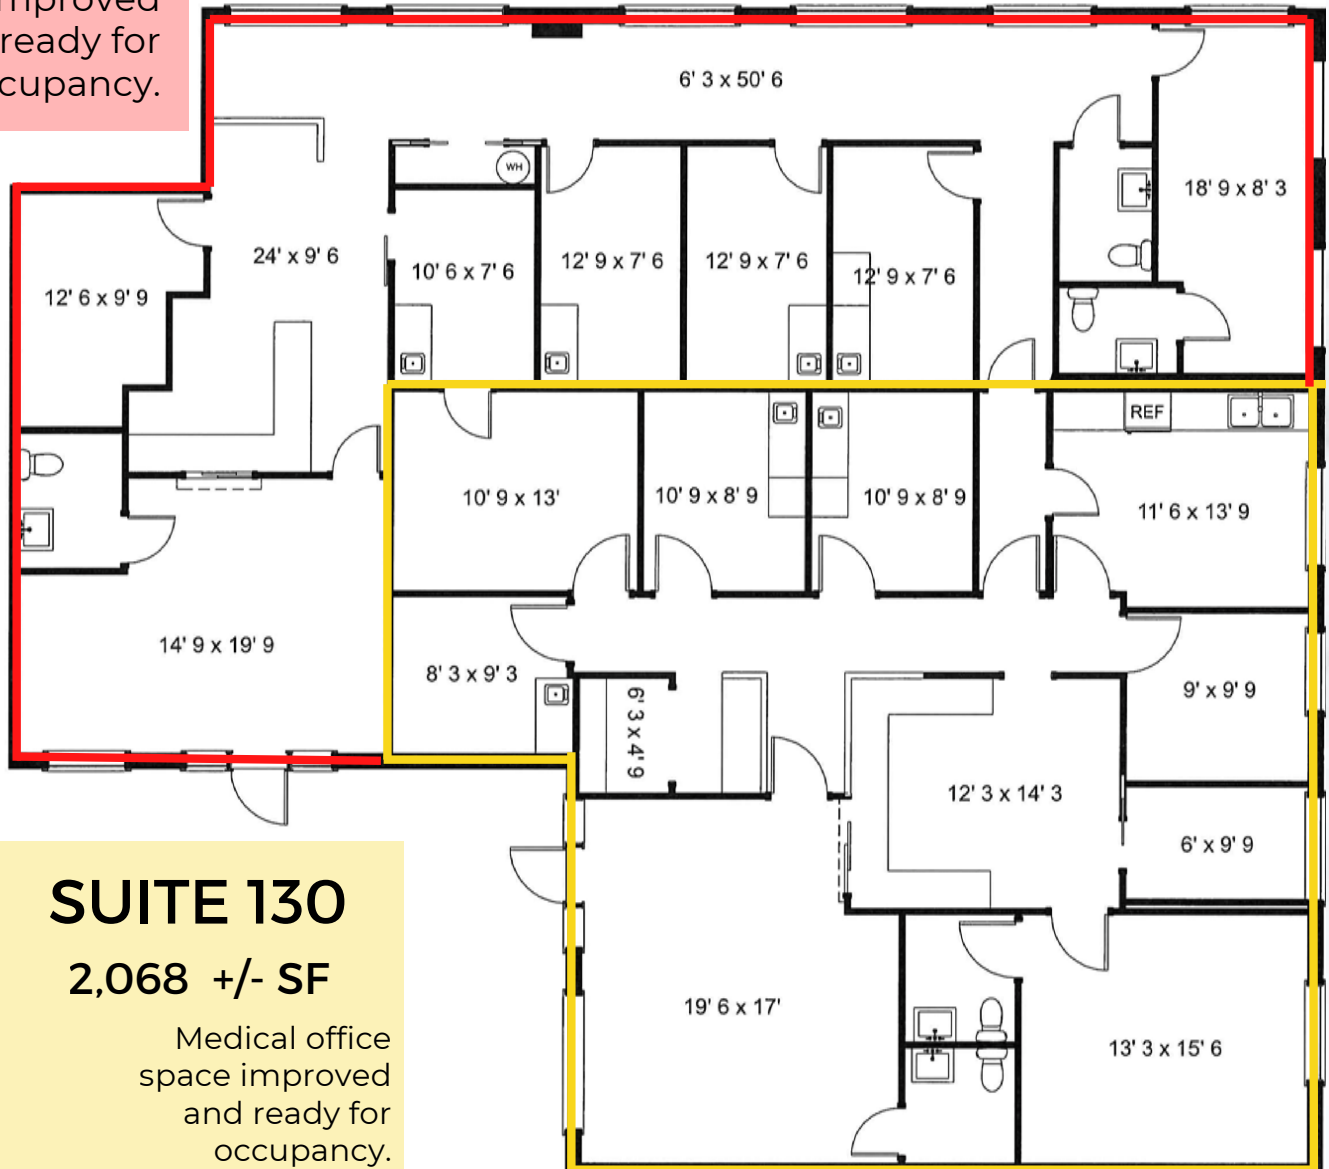 improved
ready for
cupancy.
6' 3 x 50' 6
WH
18' 9 x 8' 3
24' x 9' 6
12' 6 x 9' 9
10' 6 x 7' 6
12' 9 x 7' 6
12' 9 x 7' 6
12' 9 x 7' 6
REF
10' 9 x 13'
10' 9 x 8' 9
10' 9 x 8' 9
11' 6 x 13' 9
14' 9 x 19' 9
8' 3 x 9' 3
6' 3 x 4' 9
9' x 9' 9
12' 3 x 14' 3
6' x 9' 9
19' 6 x 17'
13' 3 x 15' 6
SUITE 130
2,068 +/- SF
Medical office
space improved
and ready for
occupancy.